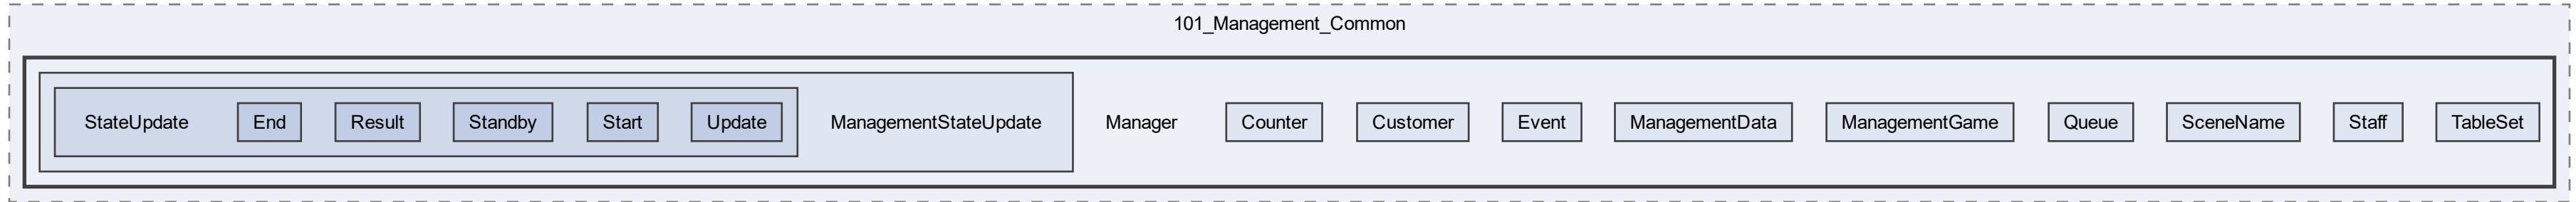 101_Management_Common
StateUpdate End Result Standby Start Update ManagementStateUpdate Manager Counter Customer Event ManagementData ManagementGame Queue SceneName Staff TableSet